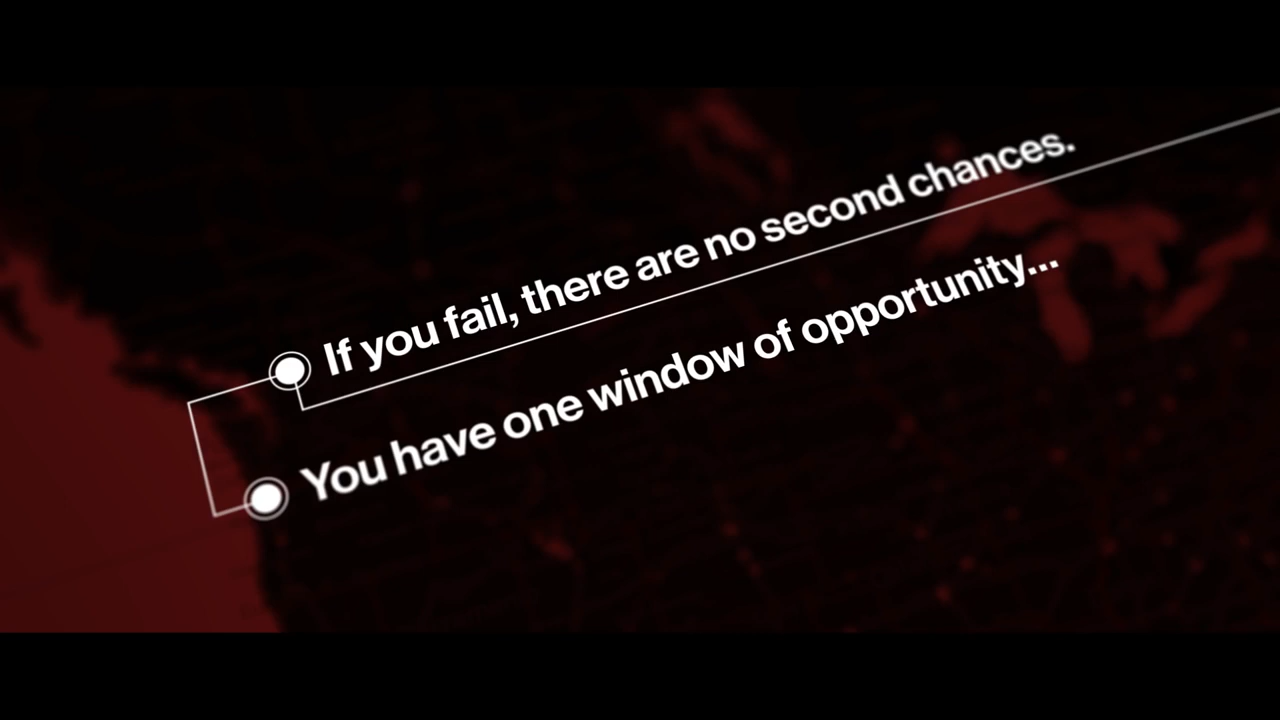 If you fail, there are no second chances.
You have one window of opportunity...